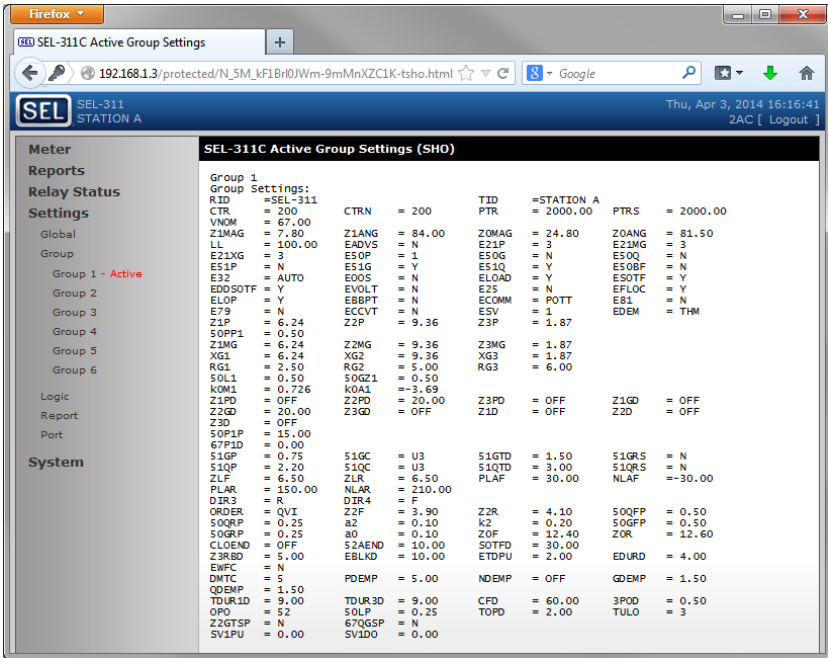 Firefox
SEL SEL-311C Active Group Settings
192.168.1.3/protected/N_5M_kF1BrI0JWm-9mMnXZC1K-tsho.html
Google
SEL
SEL-311
STATION A
Thu, Apr 3, 2014 16:16:41
2AC [ Logout ]
Meter
Reports
Relay Status
Settings
Global
Group
Group 1 - Active
Group 2
Group 3
Group 4
Group 5
Group 6
Logic
Report
Port
System
SEL-311C Active Group Settings (SHO)
Group 1
Group Settings:
RID =SEL-311 TID =STATION A
CTR = 200 CTRN = 200 PTR = 2000.00 PTRS = 2000.00
VNOM = 67.00
Z1MAG = 7.80 Z1ANG = 84.00 Z0MAG = 24.80 Z0ANG = 81.50
LL = 100.00 EADVS = N E21P = 3 E21MG = 3
E21XG = 3 E50P = 1 E50G = N E50Q = N
E51P = N E51G = Y E51Q = Y E50BF = N
E32 = AUTO EOOS = N ELOAD = Y ESOTF = Y
EDDSOTF = Y EVOLT = N E25 = N EFLOC = Y
ELOP = Y EBBPT = N ECOMM = POTT E81 = N
E79 = N ECCVT = N ESV = 1 EDEM = THM
Z1P = 6.24 Z2P = 9.36 Z3P = 1.87
50PP1 = 0.50
Z1MG = 6.24 Z2MG = 9.36 Z3MG = 1.87
XG1 = 6.24 XG2 = 9.36 XG3 = 1.87
RG1 = 2.50 RG2 = 5.00 RG3 = 6.00
50L1 = 0.50 50GZ1 = 0.50
k0M1 = 0.726 k0A1 =-3.69
Z1PD = OFF Z2PD = 20.00 Z3PD = OFF Z1GD = OFF
Z2GD = 20.00 Z3GD = OFF Z1D = OFF Z2D = OFF
Z3D = OFF
50P1P = 15.00
67P1D = 0.00
51GP = 0.75 51GC = U3 51GTD = 1.50 51GRS = N
51QP = 2.20 51QC = U3 51QTD = 3.00 51QRS = N
ZLF = 6.50 ZLR = 6.50 PLAF = 30.00 NLAF =-30.00
PLAR = 150.00 NLAR = 210.00
DIR3 = R DIR4 = F
ORDER = QVI Z2F = 3.90 Z2R = 4.10 50QFP = 0.50
50QRP = 0.25 a2 = 0.10 k2 = 0.20 50GFP = 0.50
50GRP = 0.25 a0 = 0.10 Z0F = 12.40 Z0R = 12.60
CLOEND = OFF 52AEND = 10.00 SOTFD = 30.00
Z3RBD = 5.00 EBLKD = 10.00 ETDPU = 2.00 EDURD = 4.00
EWFC = N
DMTC = 5 PDEMP = 5.00 NDEMP = OFF GDEMP = 1.50
QDEMP = 1.50
TDUR1D = 9.00 TDUR3D = 9.00 CFD = 60.00 3POD = 0.50
OPO = 52 50LP = 0.25 TOPD = 2.00 TULO = 3
Z2GTSP = N 67QGSP = N
SV1PU = 0.00 SV1DO = 0.00